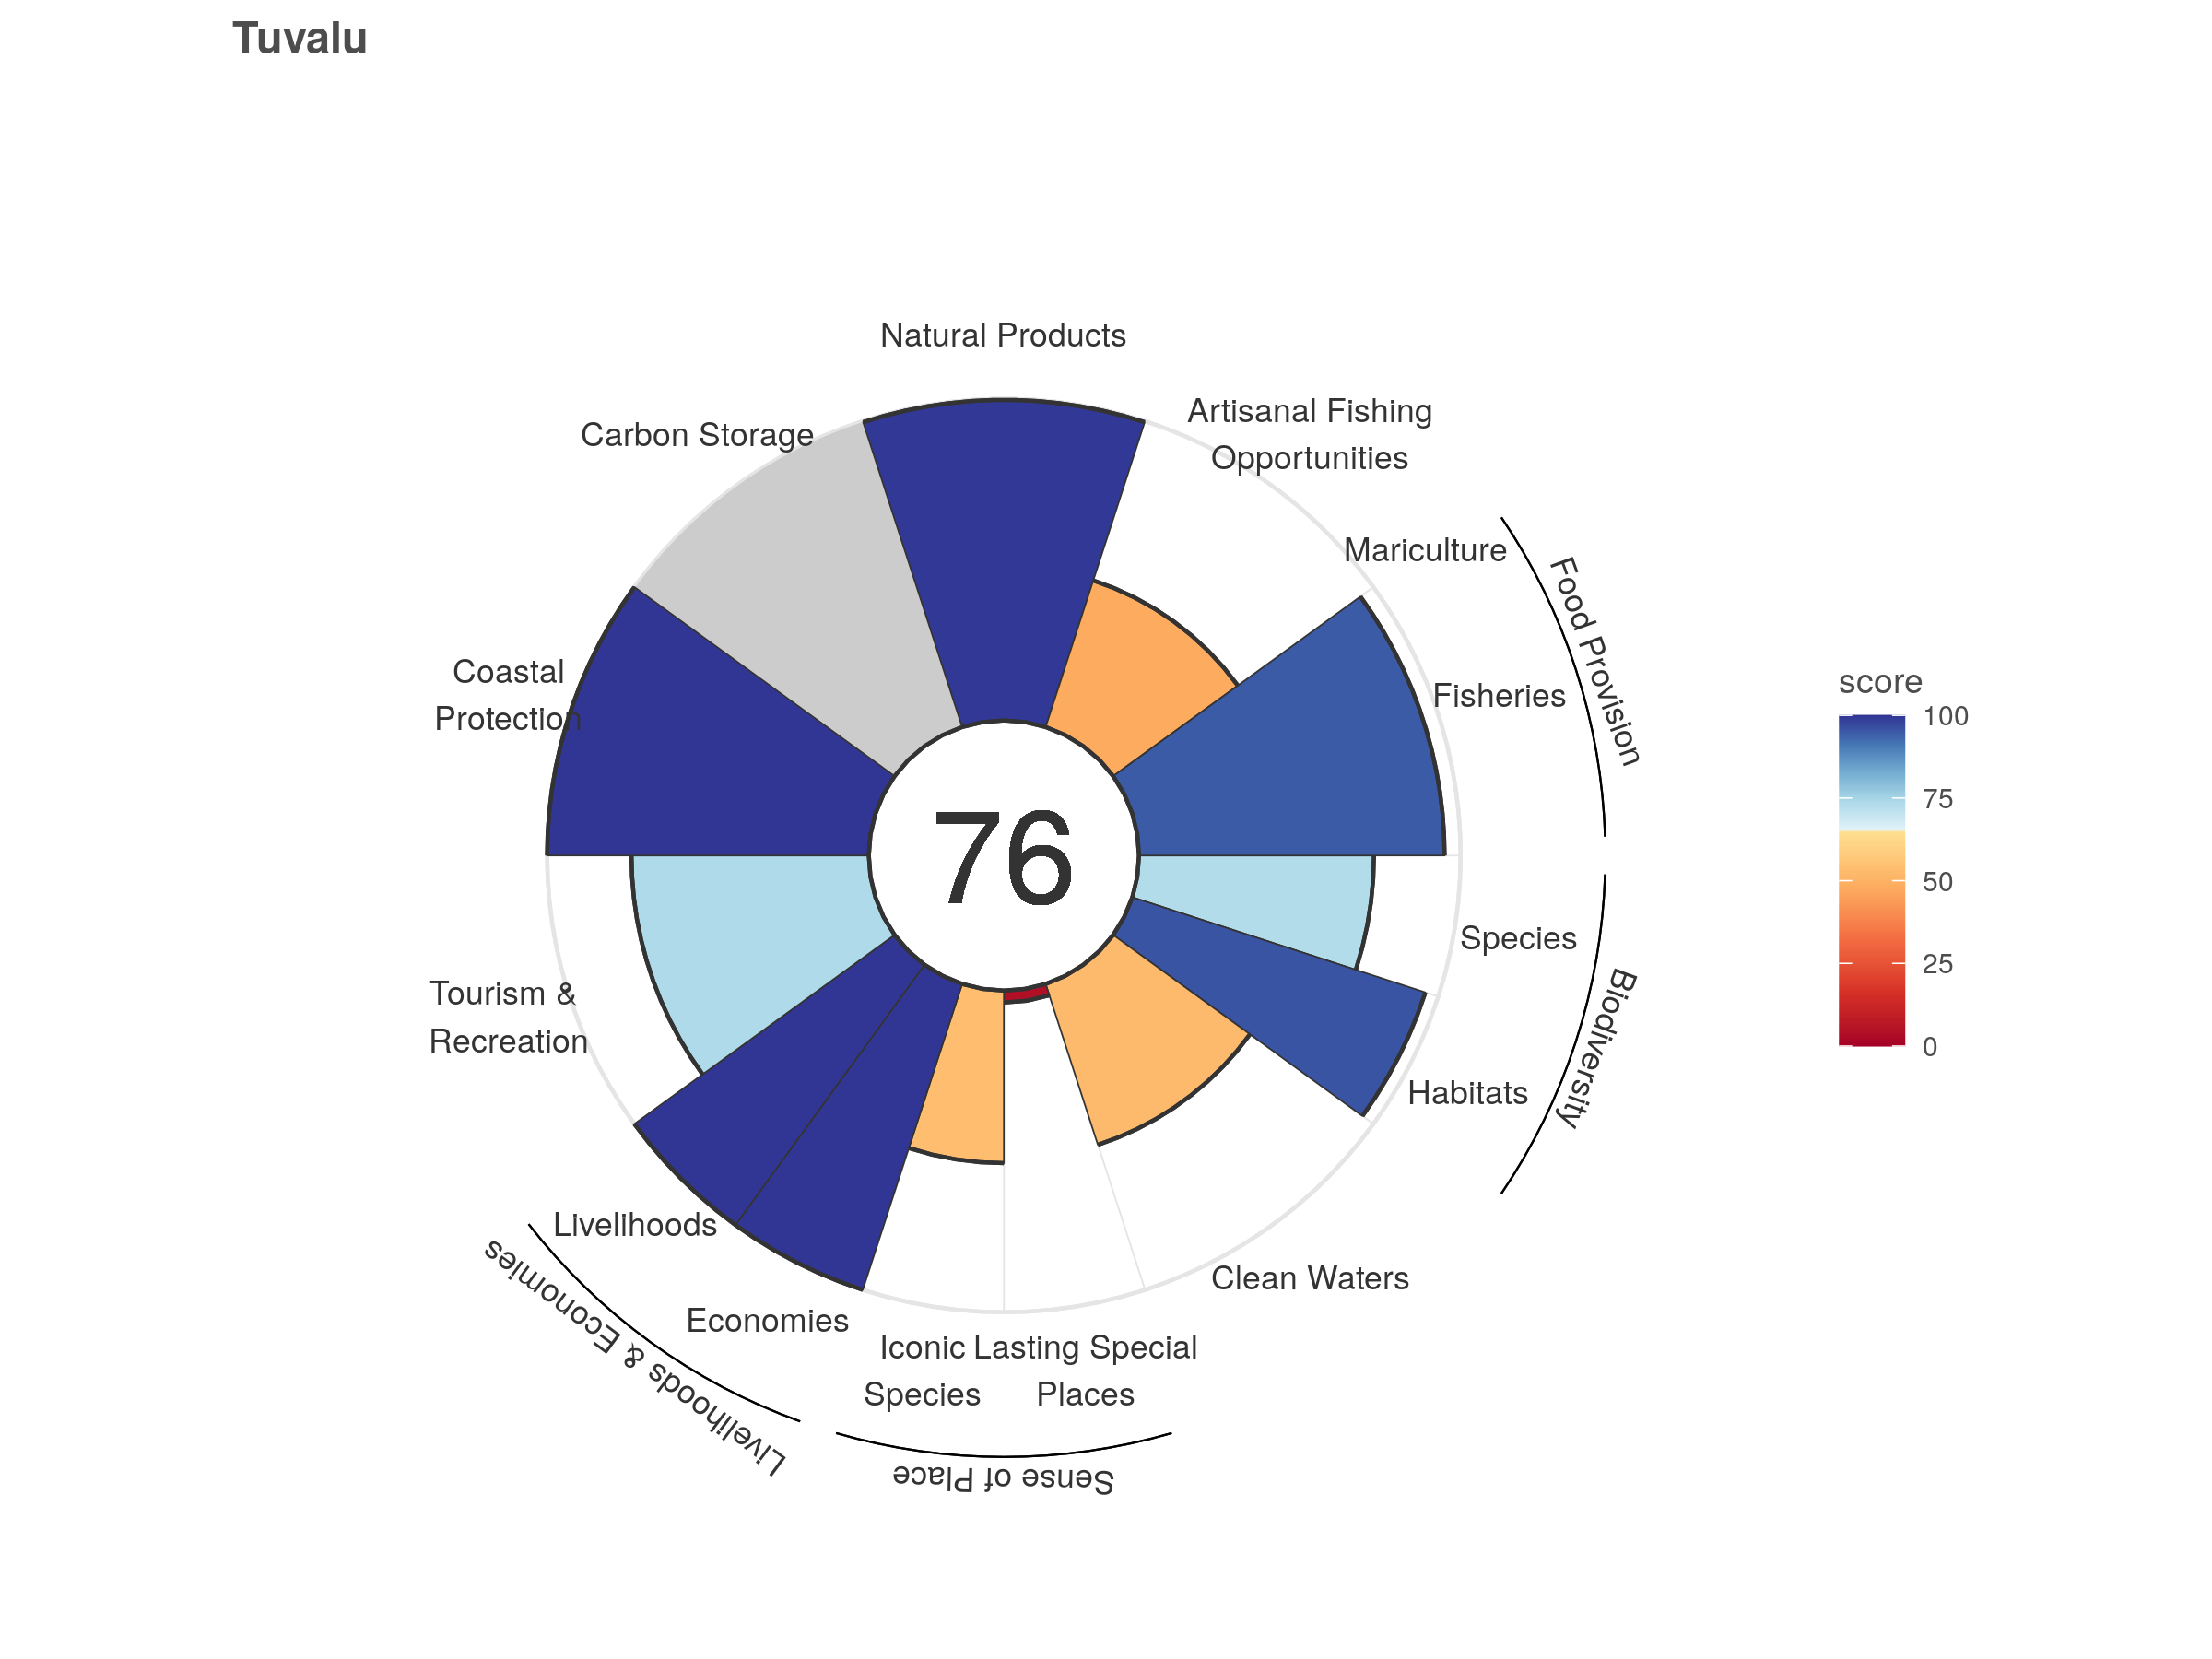 Tuvalu
Natural Products
Artisanal Fishing
Opportunities
Carbon Storage
Mariculture
Food Provision
Fisheries
Coastal
Protection
score
100
75
50
25
0
76
Species
Biodiversity
Habitats
Tourism &
Recreation
Livelihoods
Economies
Livelihoods & Economies
Clean Waters
Iconic
Species
Lasting Special
Places
Sense of Place